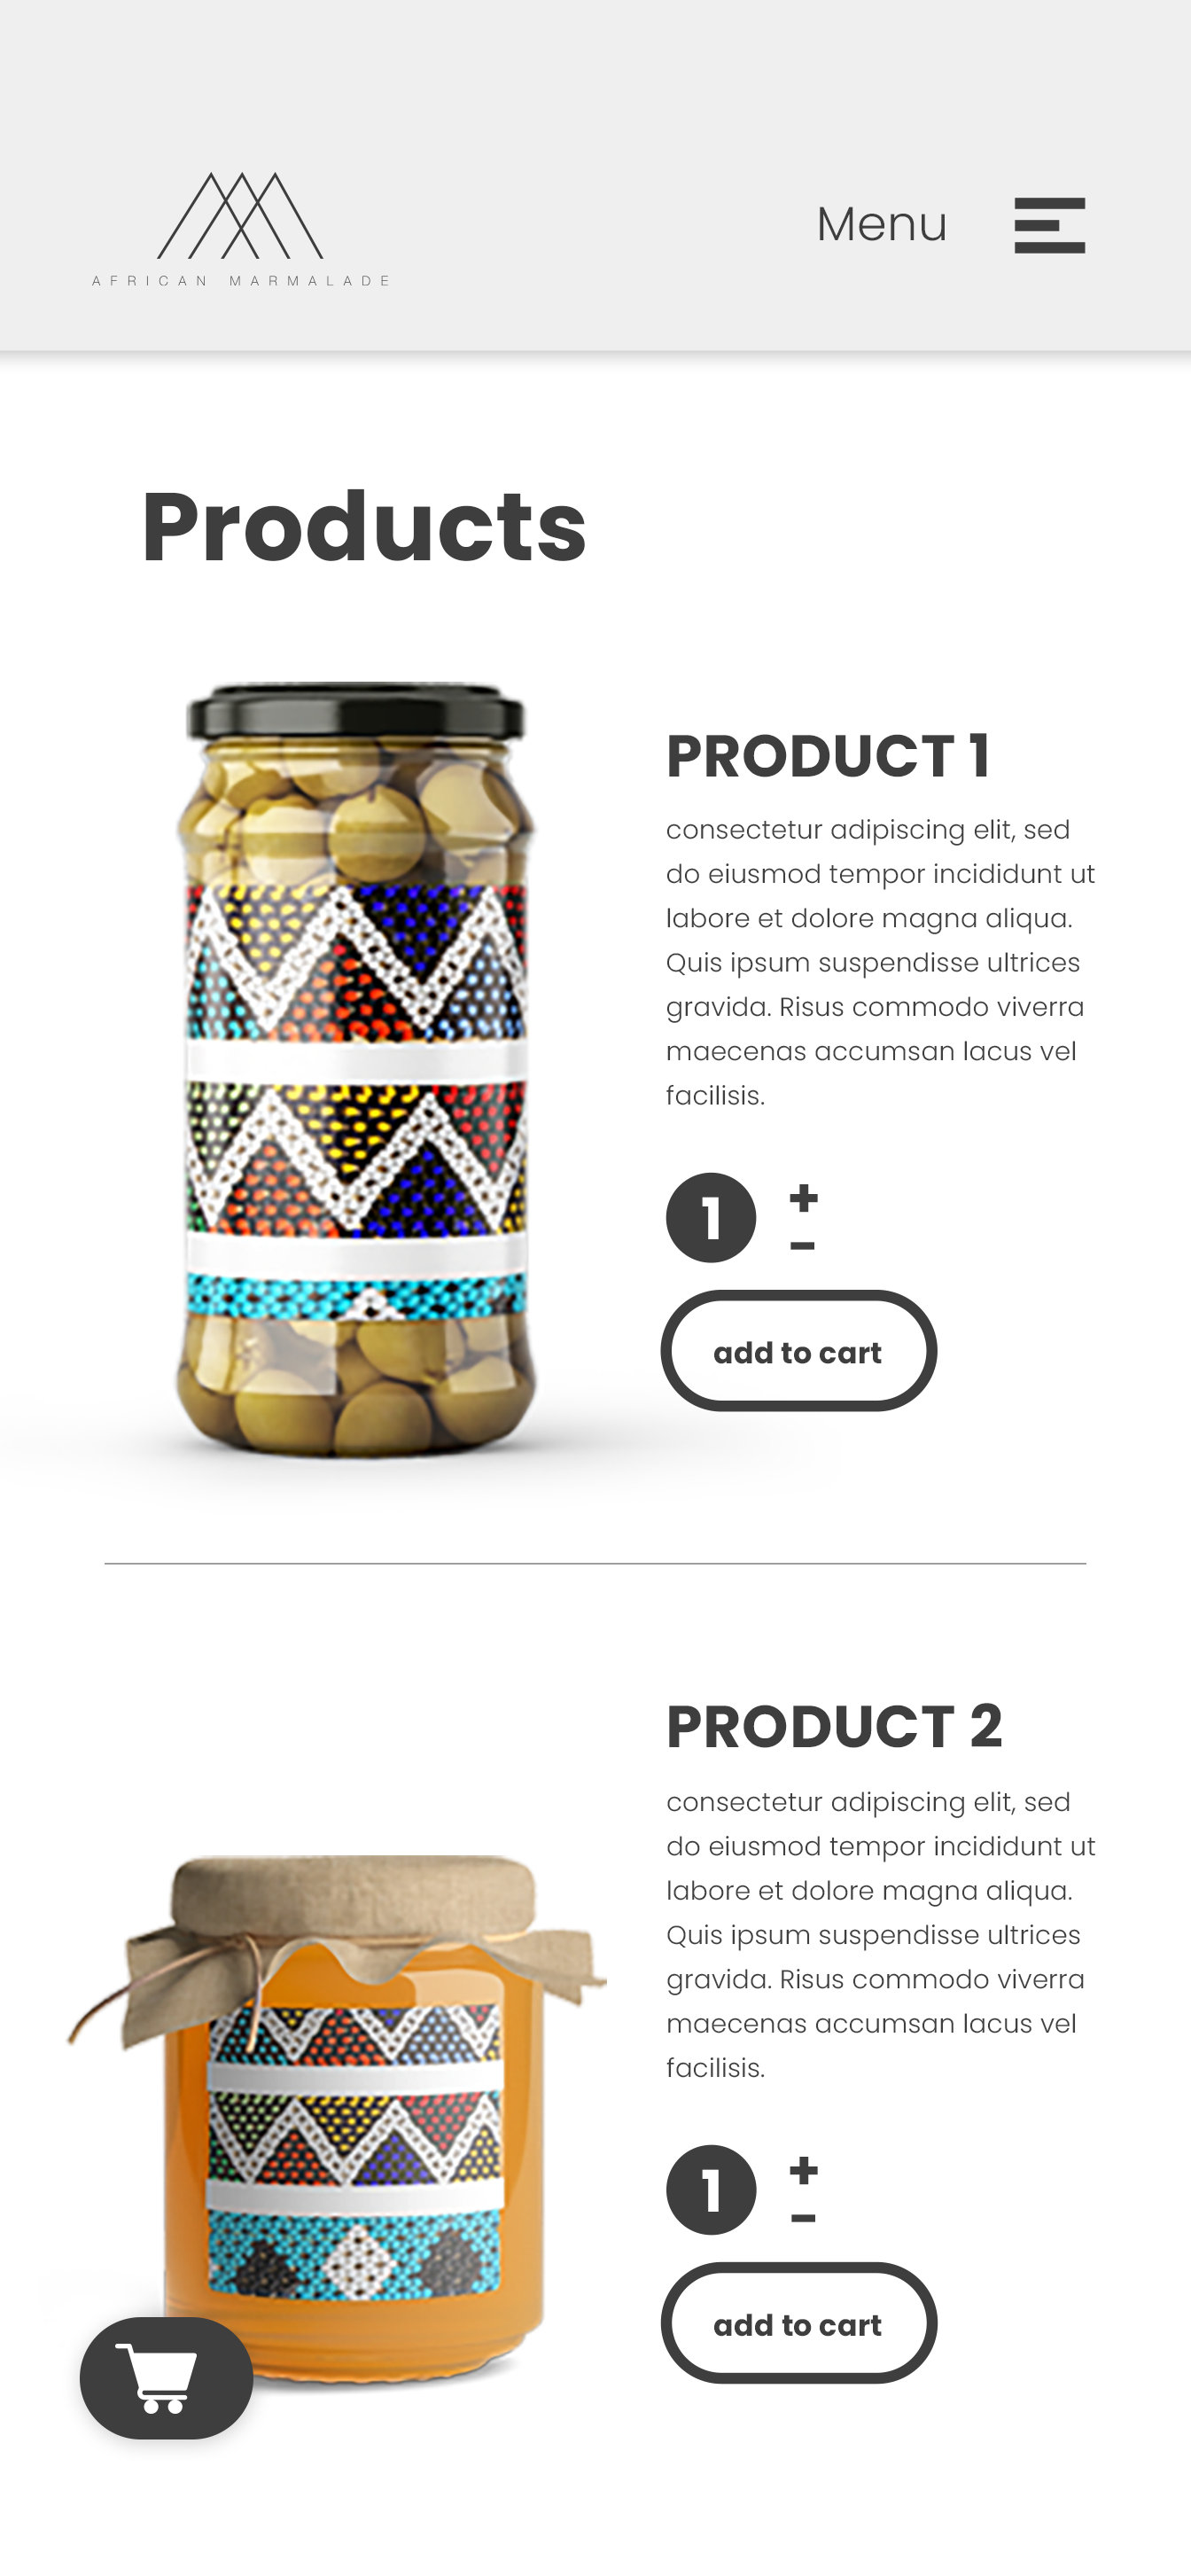 AFRICAN MARMALADE
Menu
Products
PRODUCT 1
consectetur adipiscing elit, sed
do eiusmod tempor incididunt ut
labore et dolore magna aliqua.
Quis ipsum suspendisse ultrices
gravida. Risus commodo viverra
maecenas accumsan lacus vel
facilisis.
1
+
-
add to cart
PRODUCT 2
consectetur adipiscing elit, sed
do eiusmod tempor incididunt ut
labore et dolore magna aliqua.
Quis ipsum suspendisse ultrices
gravida. Risus commodo viverra
maecenas accumsan lacus vel
facilisis.
1
+
-
add to cart